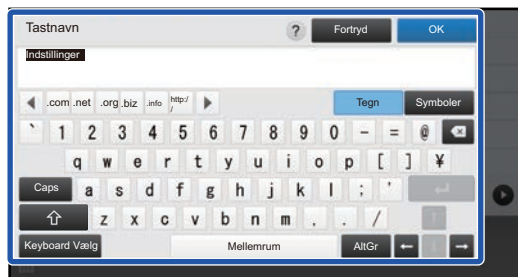 Tastnavn ? Fortryd OK
Indstillinger
.com .net .org .biz .info http:// Tegn Symboler
` 1 2 3 4 5 6 7 8 9 0 - = @
q w e r t y u i o p [ ] ¥
Caps a s d f g h j k l ; '
z x c v b n m , . /
Keyboard Vælg Mellemrum AltGr